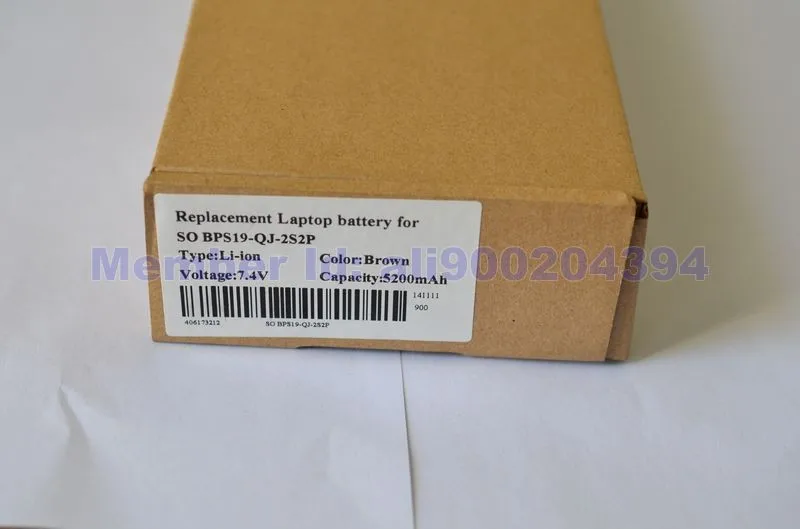 Replacement Laptop battery for
SO BPS19-QJ-2S2P
Type:Li-ion Color:Brown
Member Id: ali900204394
Voltage:7.4V Capacity:5200mAh
141111
900
406173212 SO BPS19-QJ-2S2P